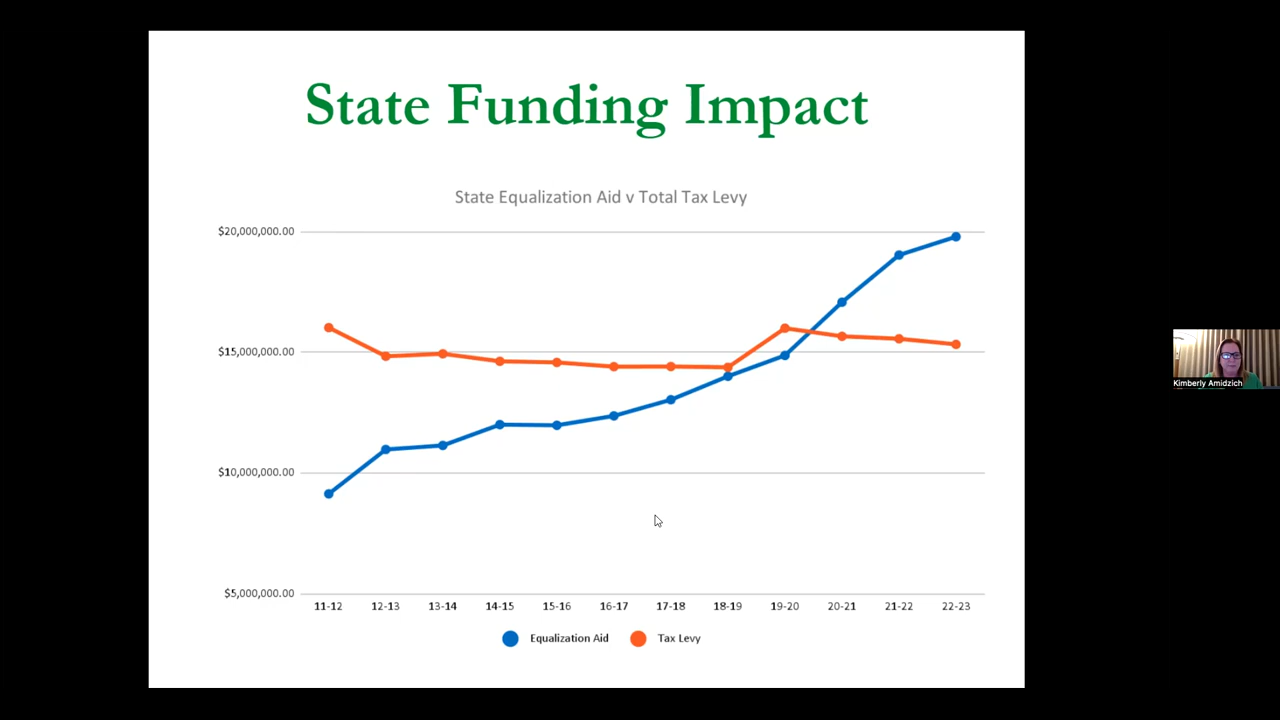 State Funding Impact
State Equalization Aid v Total Tax Levy
$20,000,000.00
$15,000,000.00
$10,000,000.00
$5,000,000.00
11-12 12-13 13-14 14-15 15-16 16-17 17-18 18-19 19-20 20-21 21-22 22-23
Equalization Aid Tax Levy
Kimberly Amidzich